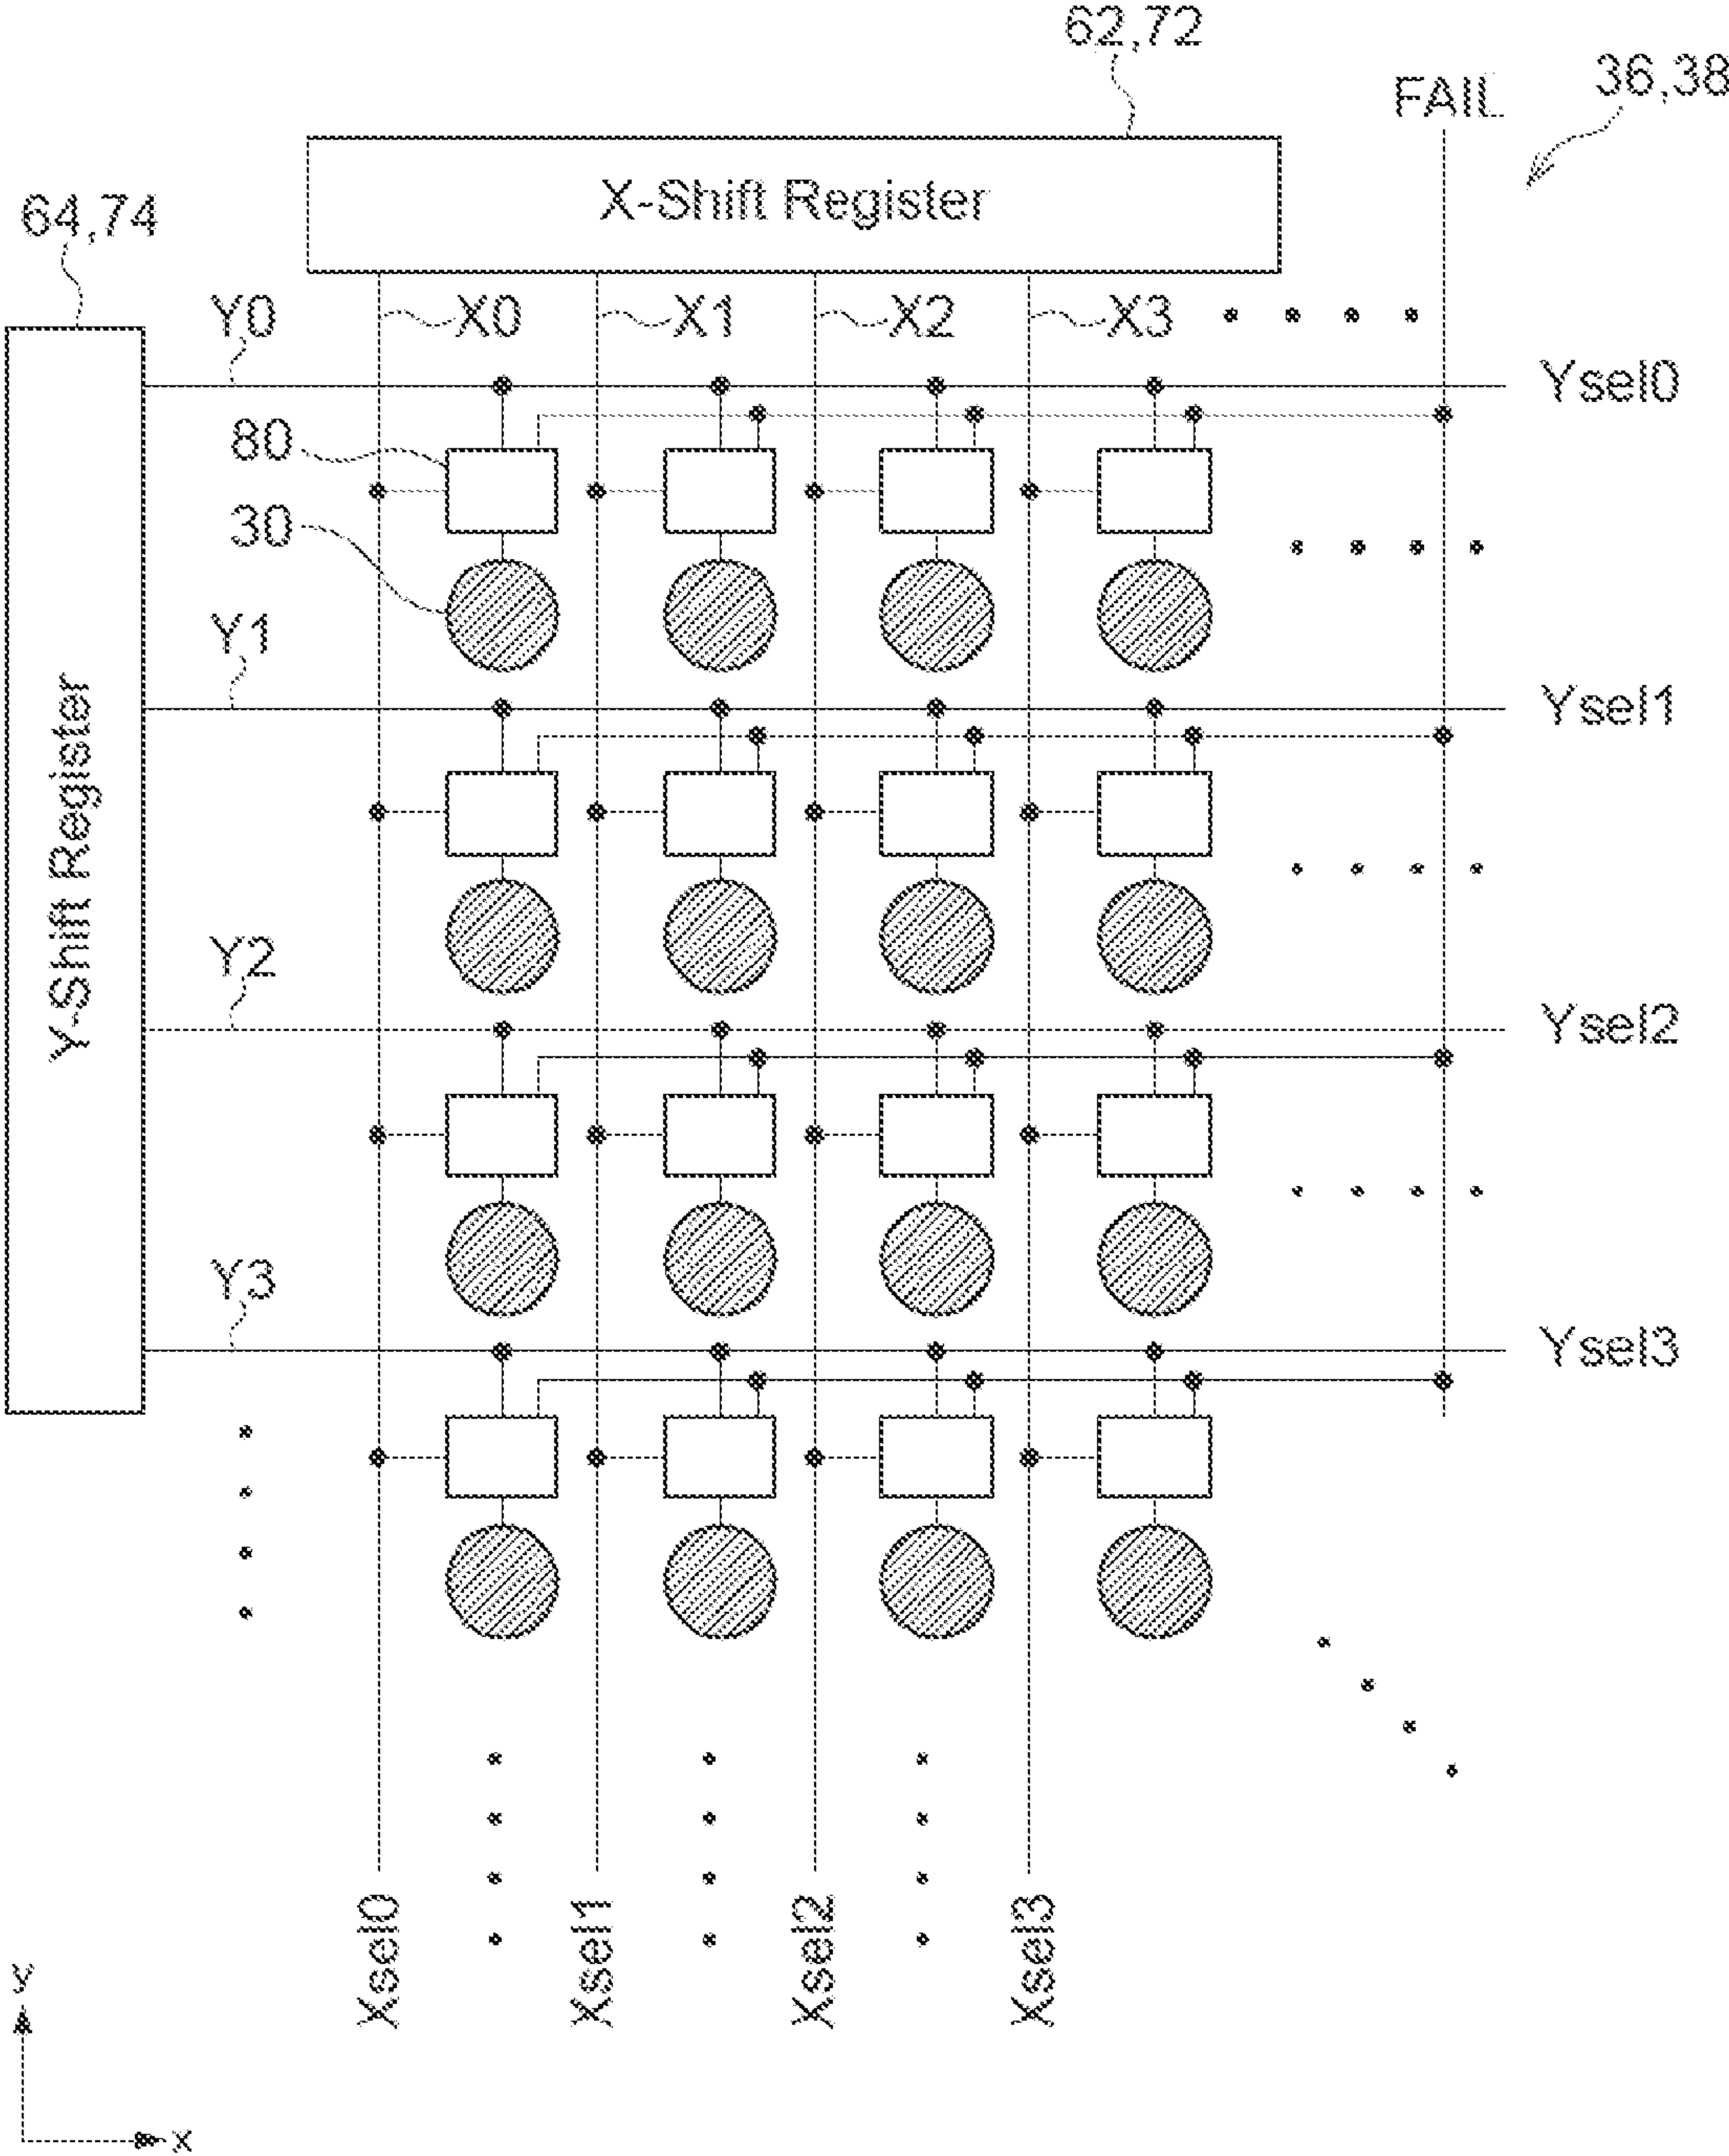 62,72
36,38
FAIL
X-Shift Register
64,74
Y0
X0
X1
X2
X3
Ysel0
80
30
Y1
Ysel1
Y-Shift Register
Y2
Ysel2
Y3
Ysel3
Xsel0
Xsel1
Xsel2
Xsel3
y
x